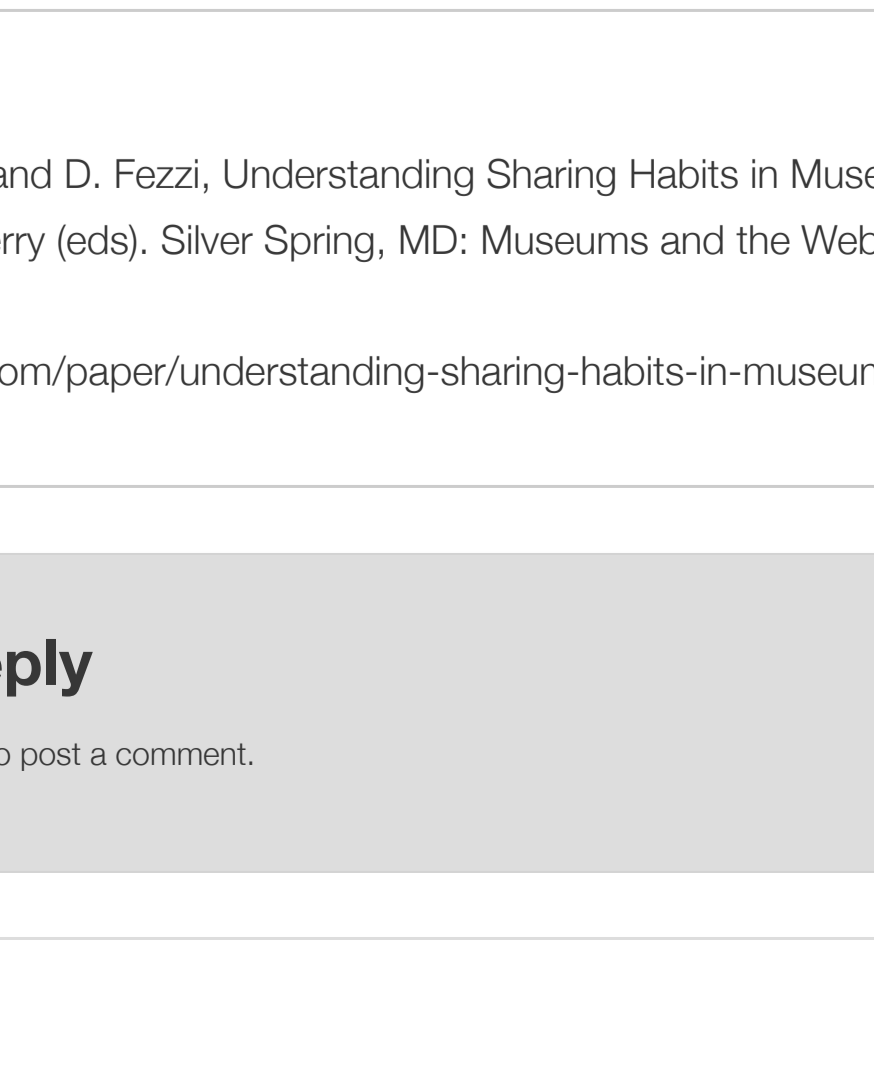 and D. Fezzi, Understanding Sharing Habits in Muse
rry (eds). Silver Spring, MD: Museums and the Web
om/paper/understanding-sharing-habits-in-museum
eply
o post a comment.